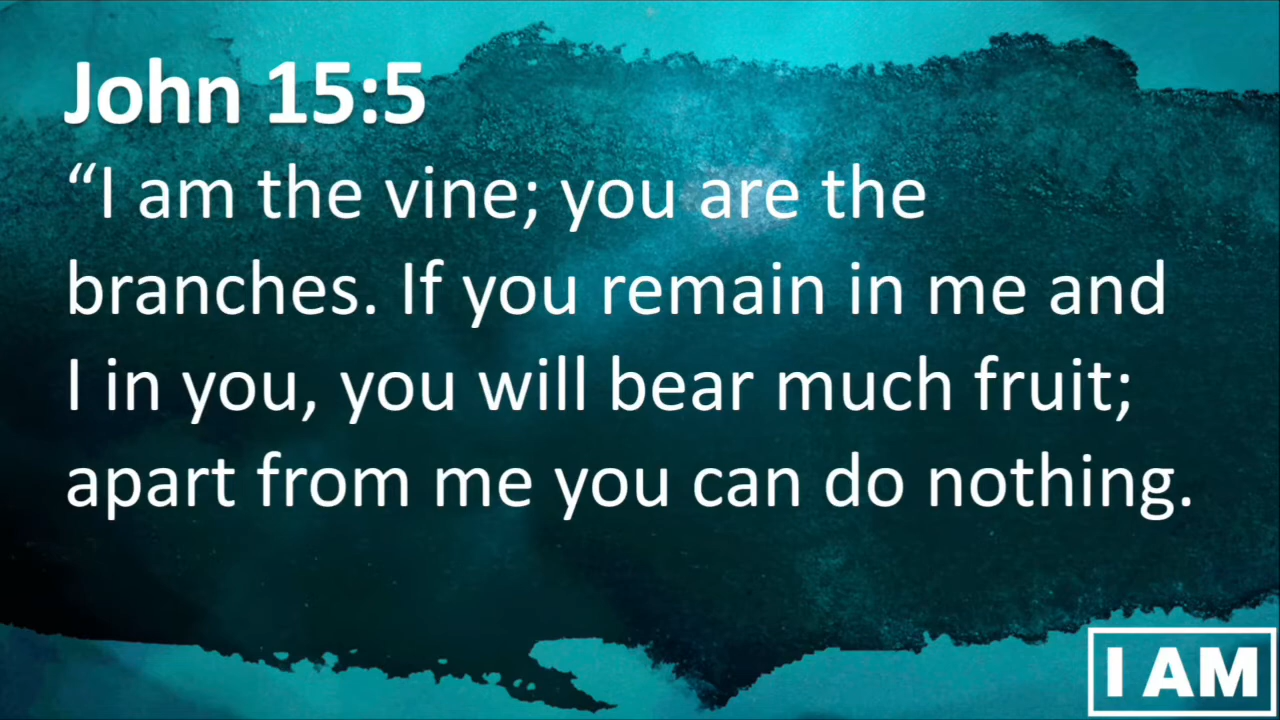 John 15:5
“I am the vine; you are the
branches. If you remain in me and
I in you, you will bear much fruit;
apart from me you can do nothing.
I AM